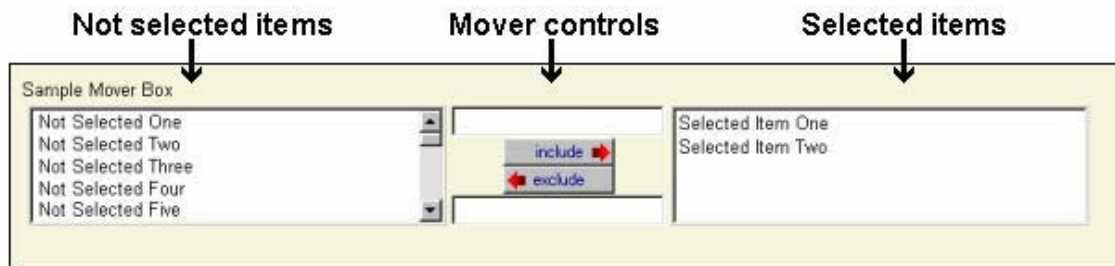 Not selected items
Mover controls
Selected items
Sample Mover Box
Not Selected One
Not Selected Two
Not Selected Three
Not Selected Four
Not Selected Five
include
exclude
Selected Item One
Selected Item Two